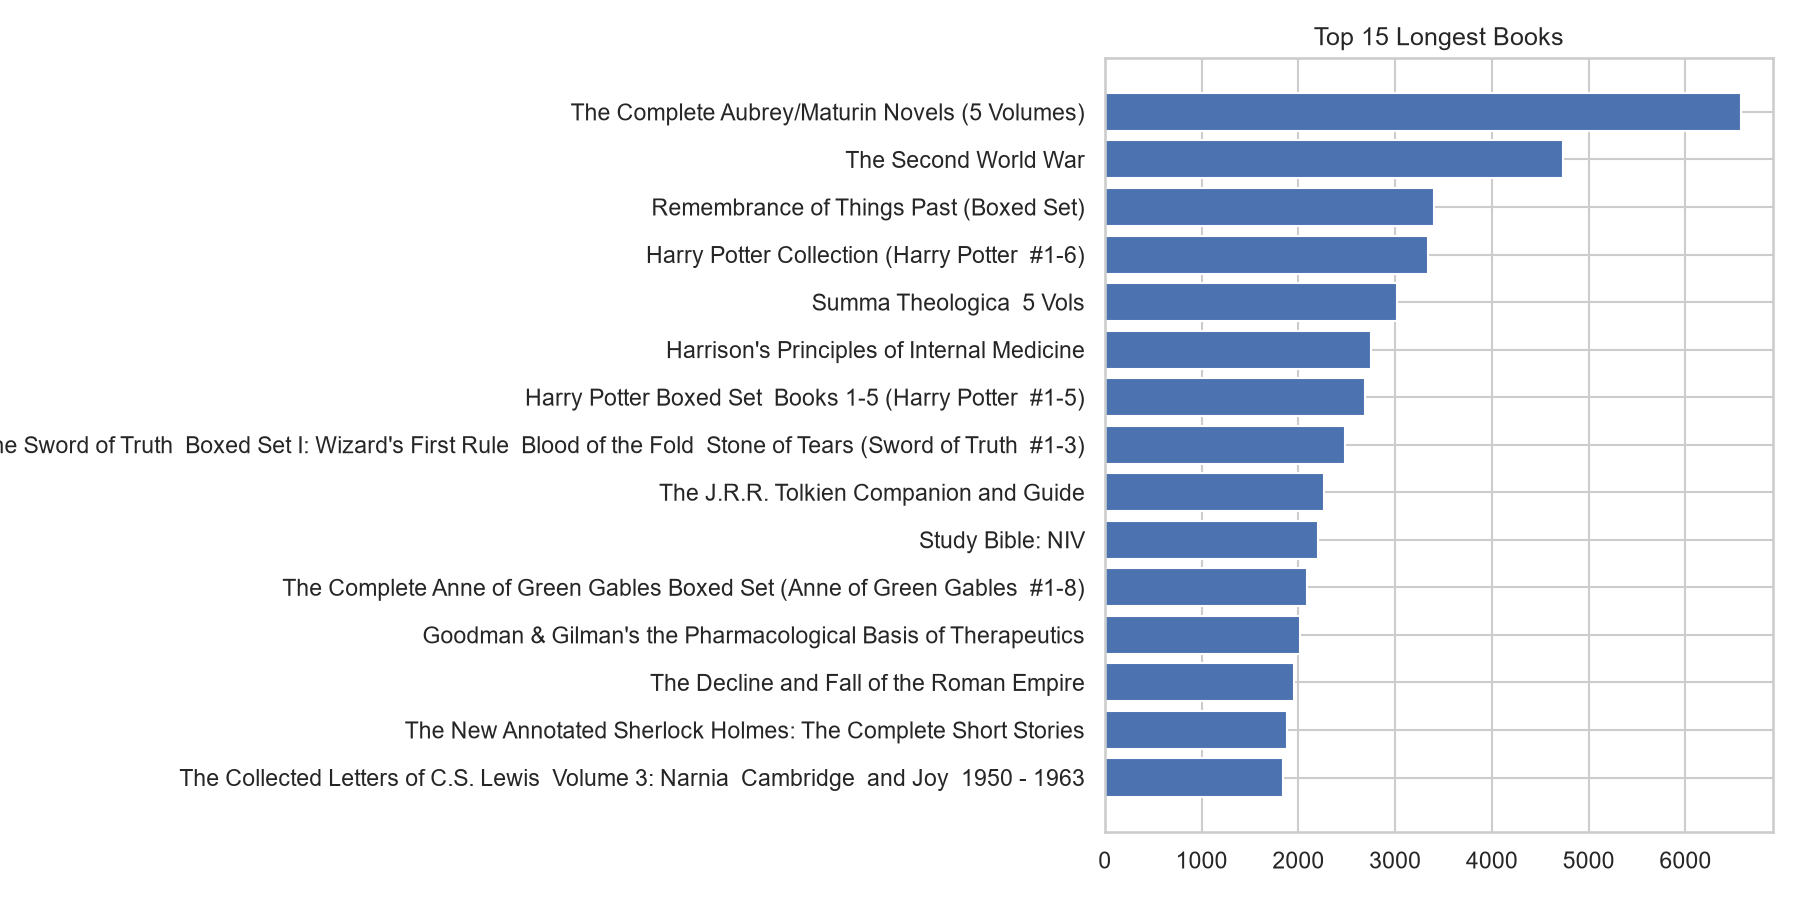 Top 15 Longest Books
The Complete Aubrey/Maturin Novels (5 Volumes)
The Second World War
Remembrance of Things Past (Boxed Set)
Harry Potter Collection (Harry Potter  #1-6)
Summa Theologica  5 Vols
Harrison's Principles of Internal Medicine
Harry Potter Boxed Set  Books 1-5 (Harry Potter  #1-5)
Sword of Truth  Boxed Set I: Wizard's First Rule  Blood of the Fold  Stone of Tears (Sword of Truth  #1-3)
The J.R.R. Tolkien Companion and Guide
Study Bible: NIV
The Complete Anne of Green Gables Boxed Set (Anne of Green Gables  #1-8)
Goodman & Gilman's the Pharmacological Basis of Therapeutics
The Decline and Fall of the Roman Empire
The New Annotated Sherlock Holmes: The Complete Short Stories
The Collected Letters of C.S. Lewis  Volume 3: Narnia  Cambridge  and Joy  1950 - 1963
0 1000 2000 3000 4000 5000 6000